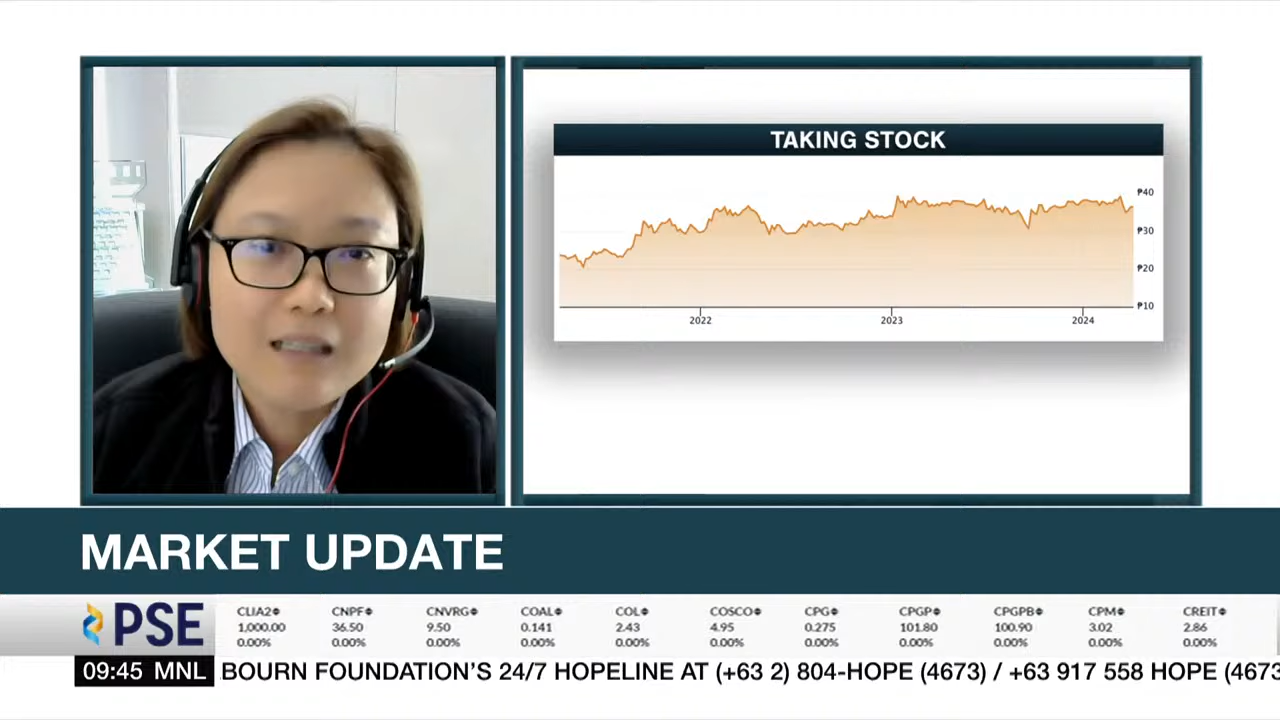 TAKING STOCK
₱40
₱30
₱20
₱10
2022 2023 2024
MARKET UPDATE
PSE
CLIA2 CNPF CNVRG COAL COL COSCO CPG CPGP CPGPB CPM CREIT
1,000.00 36.50 9.50 0.141 2.43 4.95 0.275 101.80 100.90 3.02 2.86
0.00% 0.00% 0.00% 0.00% 0.00% 0.00% 0.00% 0.00% 0.00% 0.00% 0.00%
09:45 MNL BOURN FOUNDATION'S 24/7 HOPELINE AT (+63 2) 804-HOPE (4673) / +63 917 558 HOPE (4673